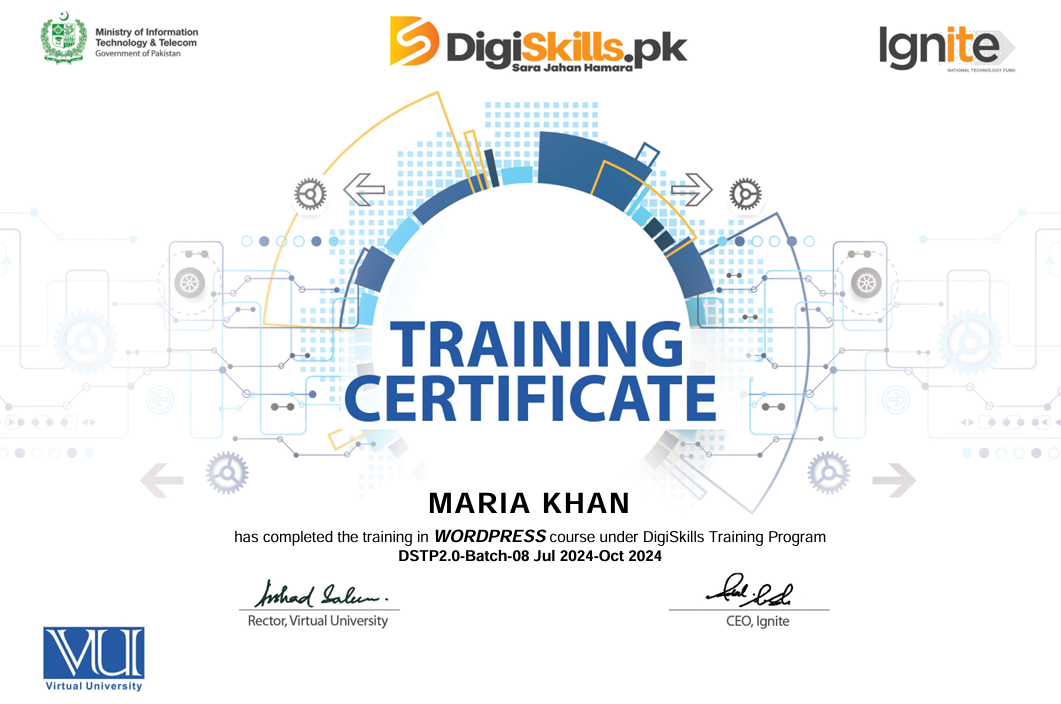 Ministry of Information
Technology & Telecom
Government of Pakistan
DigiSkills.pk
Sara Jahan Hamara
Ignite
NATIONAL TECHNOLOGY FUND
TRAINING
CERTIFICATE
MARIA KHAN
has completed the training in WORDPRESS course under DigiSkills Training Program
DSTP2.0-Batch-08 Jul 2024-Oct 2024
Arshad Saleem.
Rector, Virtual University
CEO, Ignite
VU
Virtual University